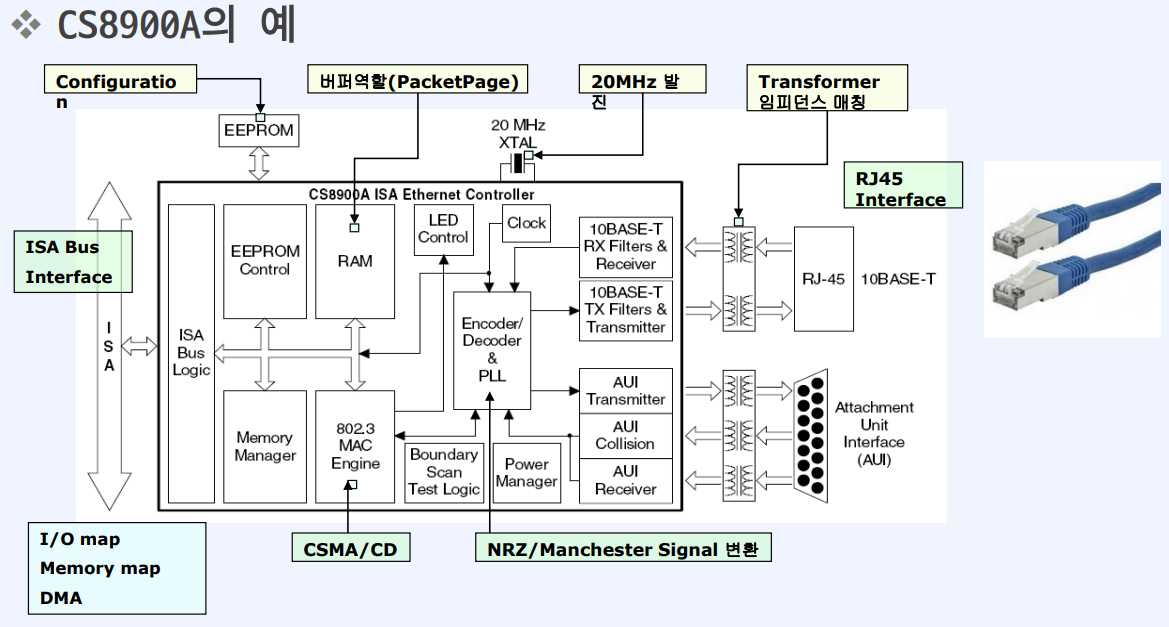 ❖ CS8900A의 예
Configuratio
n
버퍼역할(PacketPage)
20MHz 발
진
Transformer
임피던스 매칭
EEPROM
20 MHz
XTAL
RJ45
Interface
CS8900A ISA Ethernet Controller
ISA Bus
Interface
I
S
A
ISA
Bus
Logic
EEPROM
Control
RAM
LED
Control
Clock
10BASE-T
RX Filters &
Receiver
10BASE-T
TX Filters &
Transmitter
RJ-45
10BASE-T
Encoder/
Decoder
&
PLL
Memory
Manager
802.3
MAC
Engine
Boundary
Scan
Test Logic
Power
Manager
AUI
Transmitter
AUI
Collision
AUI
Receiver
Attachment
Unit
Interface
(AUI)
I/O map
Memory map
DMA
CSMA/CD
NRZ/Manchester Signal 변환